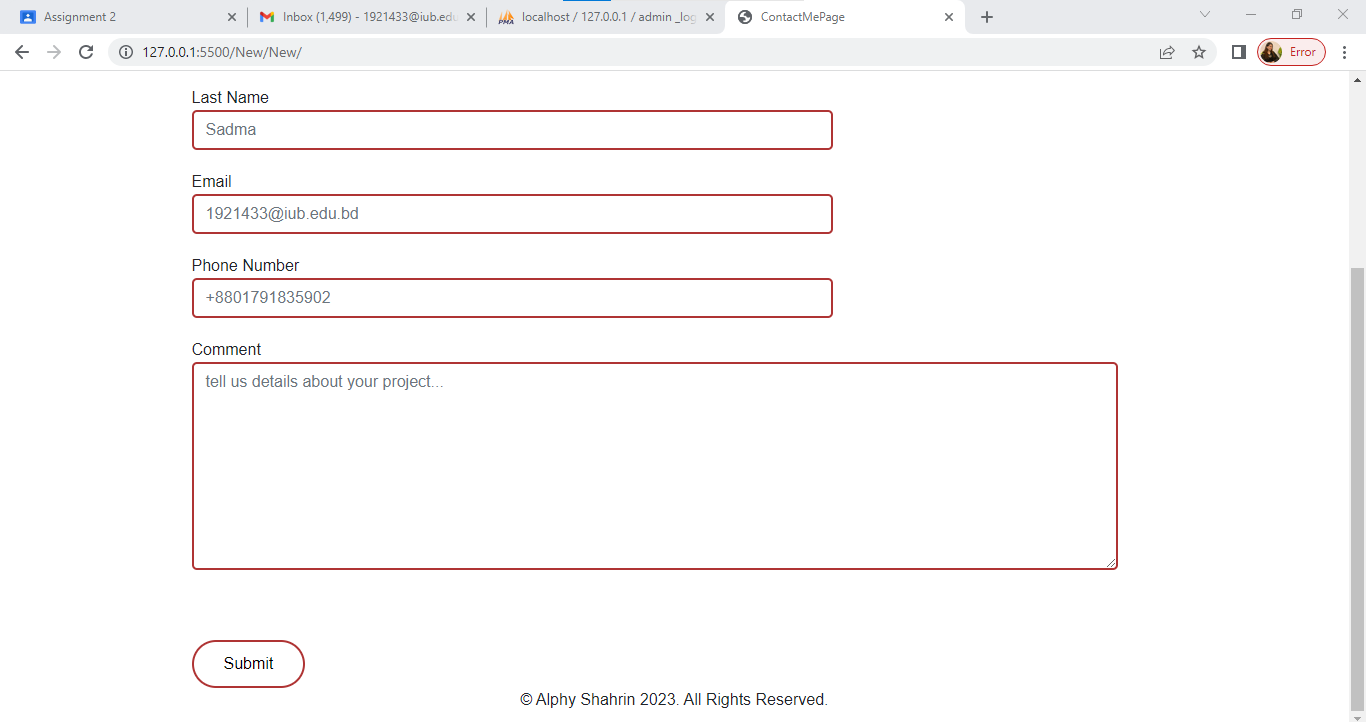 Assignment 2
Inbox (1,499) - 1921433@iub.edu
localhost / 127.0.0.1 / admin _log
ContactMePage
127.0.0.1:5500/New/New/
Error
Last Name
Sadma
Email
1921433@iub.edu.bd
Phone Number
+8801791835902
Comment
tell us details about your project...
Submit
© Alphy Shahrin 2023. All Rights Reserved.